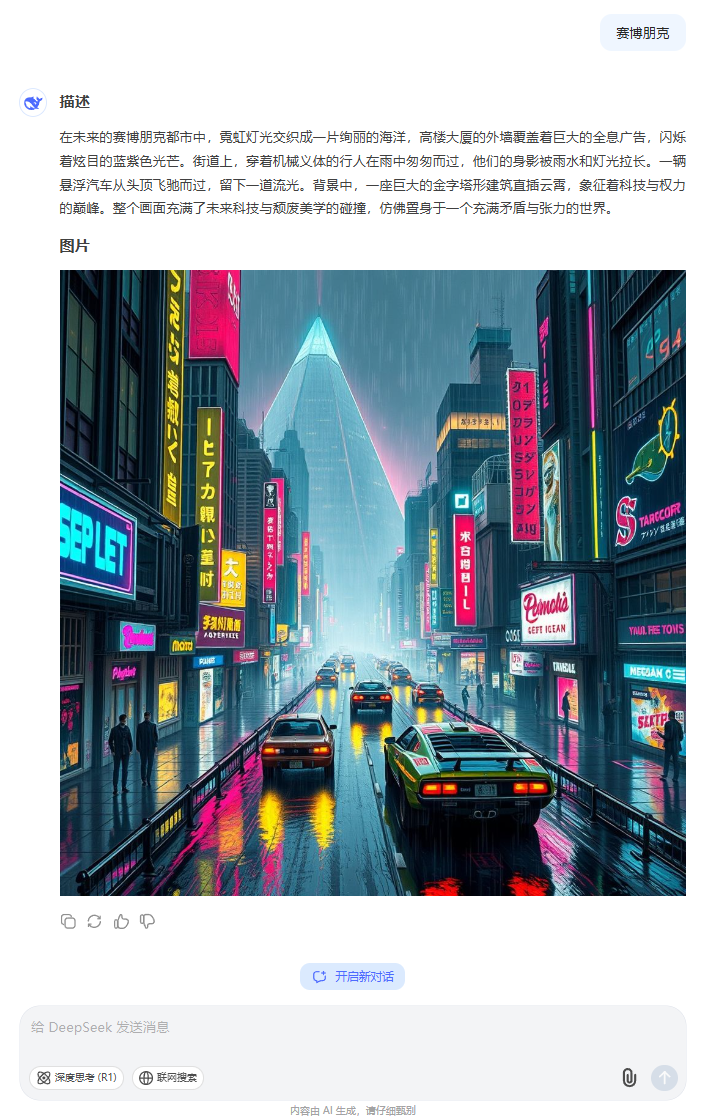 赛博朋克
描述
在未来的赛博朋克都市中，霓虹灯光交织成一片绚丽的海洋，高楼大厦的外墙覆盖着巨大的全息广告，闪烁
着炫目的蓝紫色光芒。街道上，穿着机械义体的行人在雨中匆匆而过，他们的身影被雨水和灯光拉长。一辆
悬浮汽车从头顶飞驰而过，留下一道流光。背景中，一座巨大的金字塔形建筑直插云霄，象征着科技与权力
的巅峰。整个画面充满了未来科技与颓废美学的碰撞，仿佛置身于一个充满矛盾与张力的世界。
图片
SEP LET
开启新对话
给 DeepSeek 发送消息
深度思考 (R1)
联网搜索
内容由 AI 生成，请仔细甄别